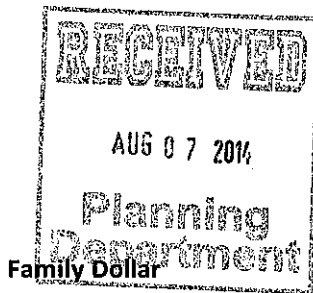 RECEIVED
AUG 07 2014
Planning
Department
Family Dollar